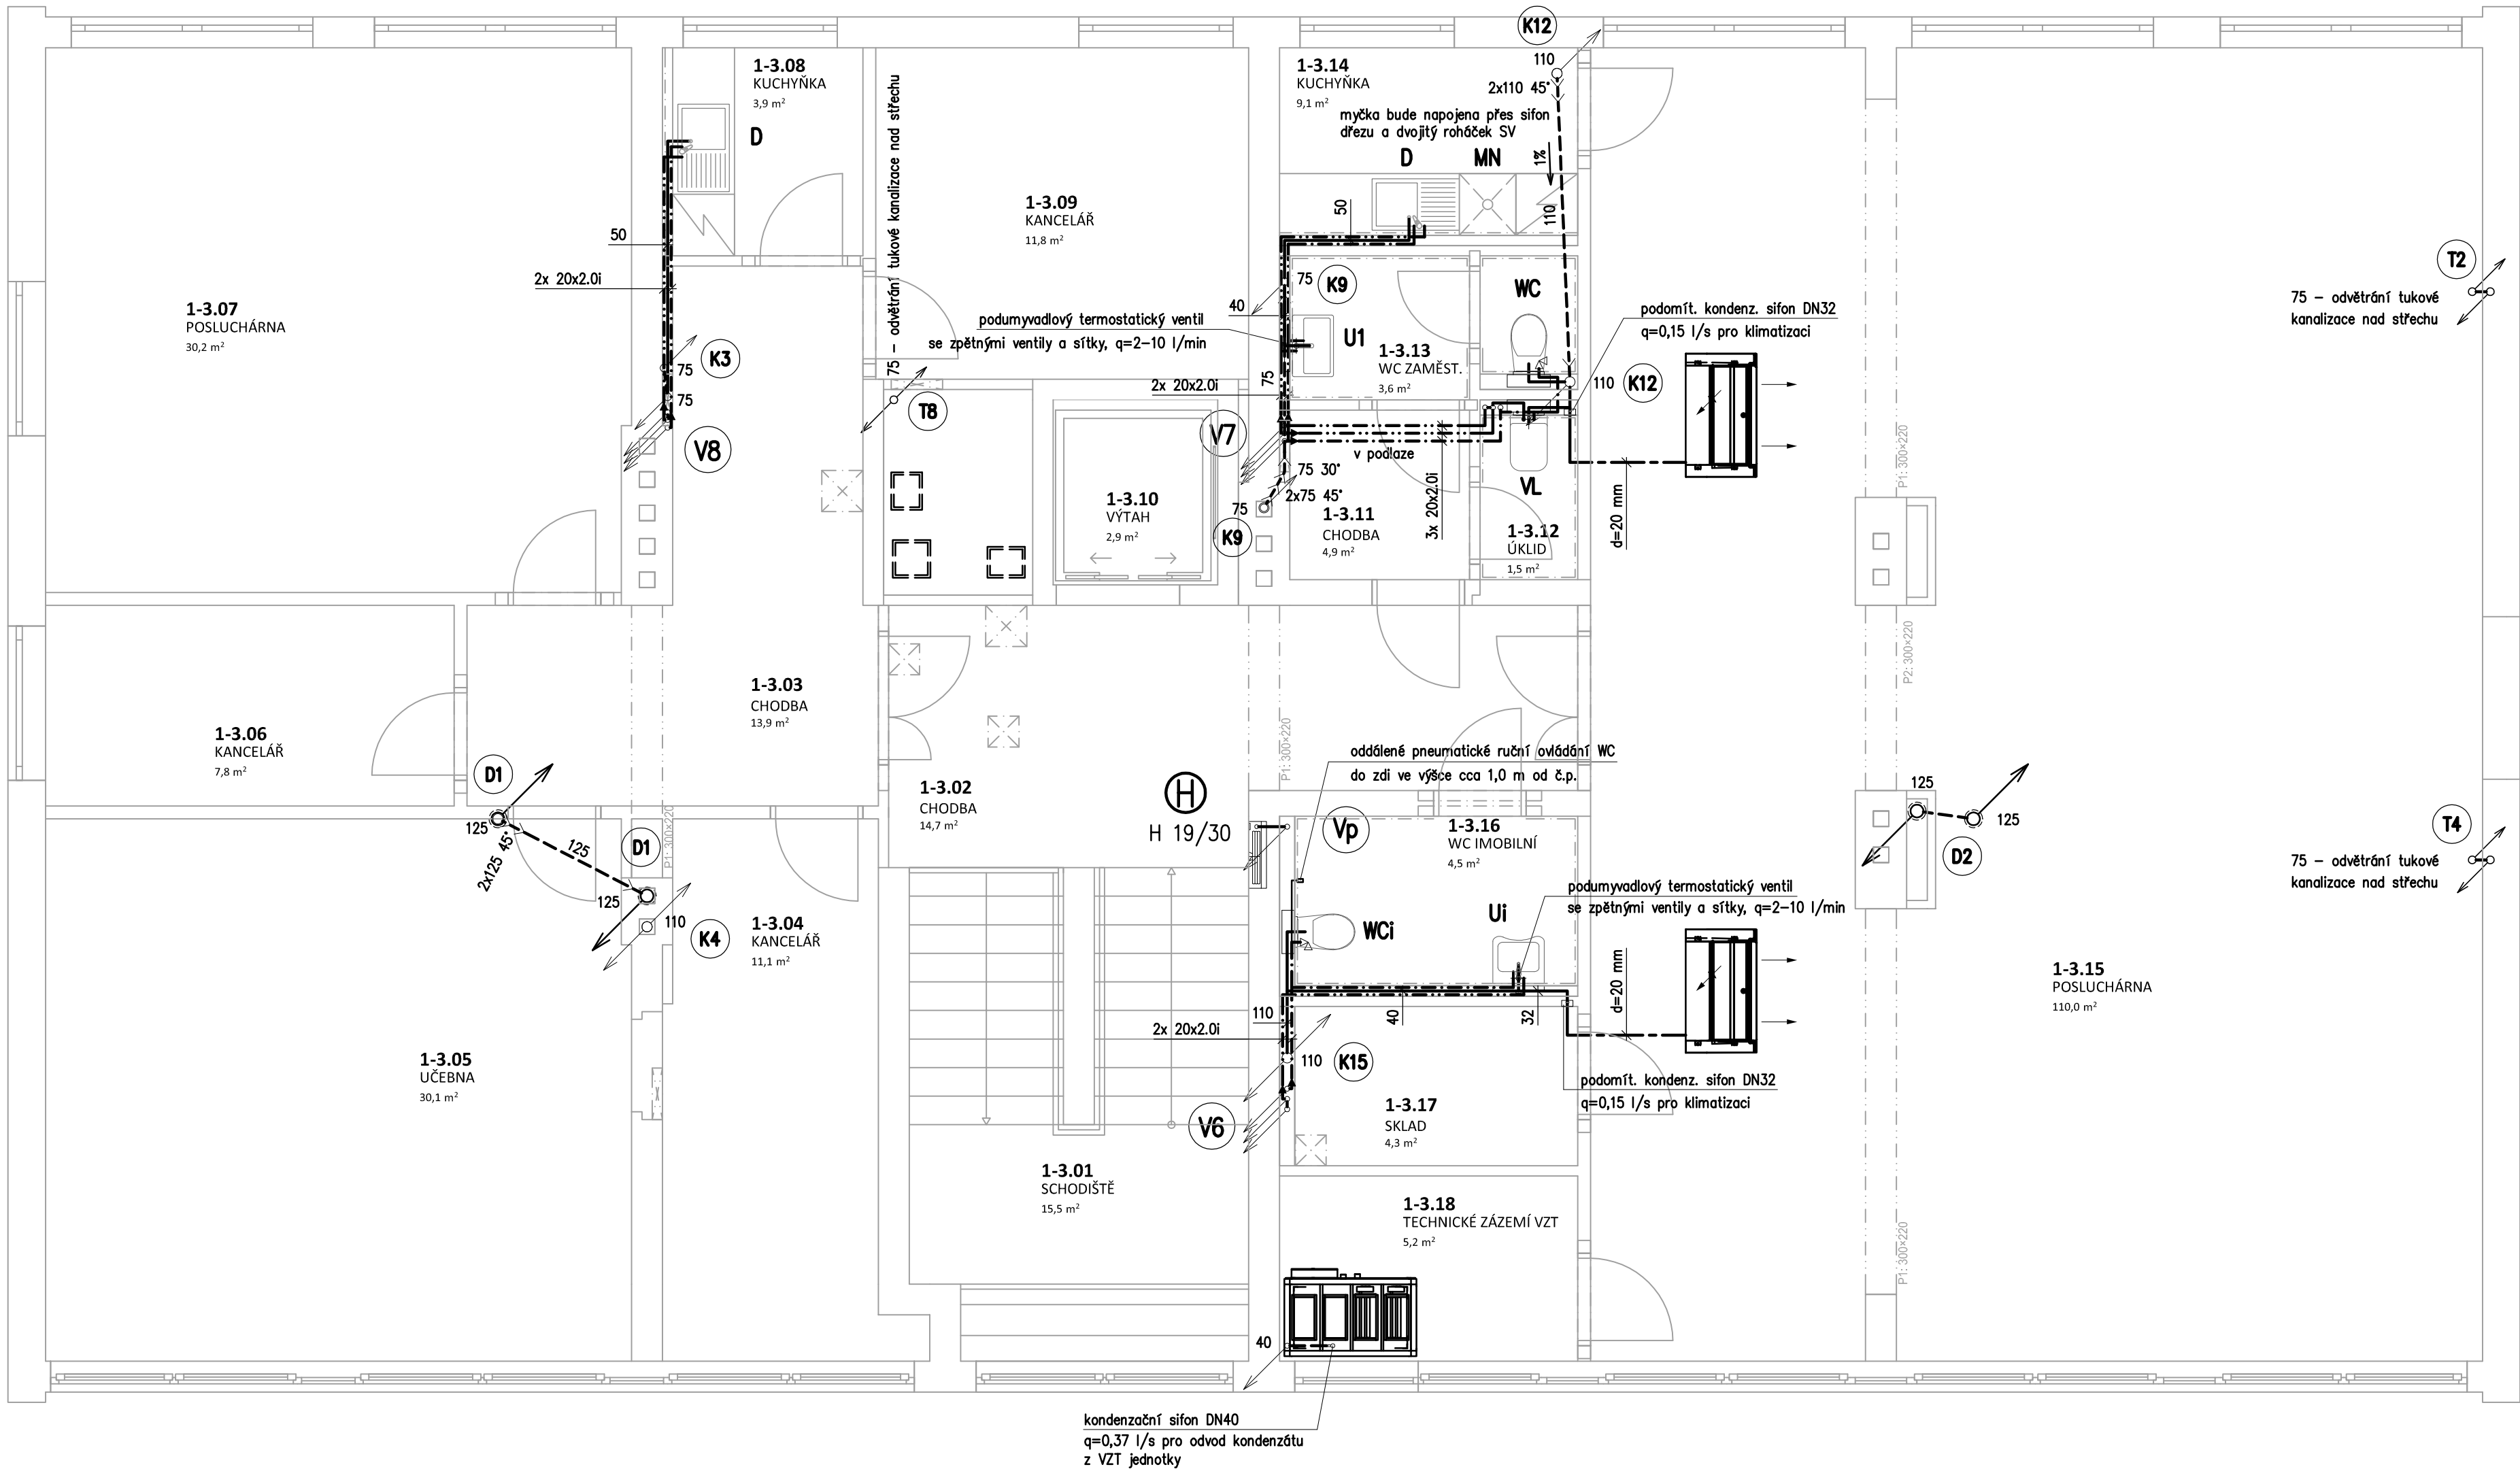 K12
110
2x110 45°
1-3.08
KUCHYŇKA
3,9 m²
D
75 – odvětrání tukové kanalizace nad střechu
1-3.14
KUCHYŇKA
9,1 m²
myčka bude napojena přes sifon
dřezu a dvojitý roháček SV
D
MN
1%
110
50
1-3.09
KANCELÁŘ
11,8 m²
50
2x 20x2.0i
1-3.07
POSLUCHÁRNA
30,2 m²
75
K3
75
V8
T8
podumyvadlový termostatický ventil
se zpětnými ventily a sítky, q=2–10 l/min
40
75
K9
U1
1-3.13
WC ZAMĚST.
3,6 m²
WC
podomít. kondenz. sifon DN32
q=0,15 l/s pro klimatizaci
110
K12
2x 20x2.0i
75
V7
v podlaze
75 30°
2x75 45°
75
K9
3x 20x2.0i
VL
d=20 mm
1-3.10
VÝTAH
2,9 m²
1-3.11
CHODBA
4,9 m²
1-3.12
ÚKLID
1,5 m²
P1: 300×220
T2
75 – odvětrání tukové
kanalizace nad střechu
P2: 300×220
1-3.03
CHODBA
13,9 m²
1-3.06
KANCELÁŘ
7,8 m²
D1
125
2x125 45°
125
D1
P1: 300×220
125
110
K4
1-3.02
CHODBA
14,7 m²
H
H 19/30
P1: 300×220
oddálené pneumatické ruční ovládání WC
do zdi ve výšce cca 1,0 m od č.p.
Vp
1-3.16
WC IMOBILNÍ
4,5 m²
125
125
D2
T4
75 – odvětrání tukové
kanalizace nad střechu
podumyvadlový termostatický ventil
se zpětnými ventily a sítky, q=2–10 l/min
WCi
Ui
1-3.04
KANCELÁŘ
11,1 m²
d=20 mm
1-3.15
POSLUCHÁRNA
110,0 m²
110
2x 20x2.0i
40
32
110
K15
V6
podomít. kondenz. sifon DN32
q=0,15 l/s pro klimatizaci
1-3.05
UČEBNA
30,1 m²
1-3.17
SKLAD
4,3 m²
1-3.01
SCHODIŠTĚ
15,5 m²
1-3.18
TECHNICKÉ ZÁZEMÍ VZT
5,2 m²
P1: 300×220
40
kondenzační sifon DN40
q=0,37 l/s pro odvod kondenzátu
z VZT jednotky